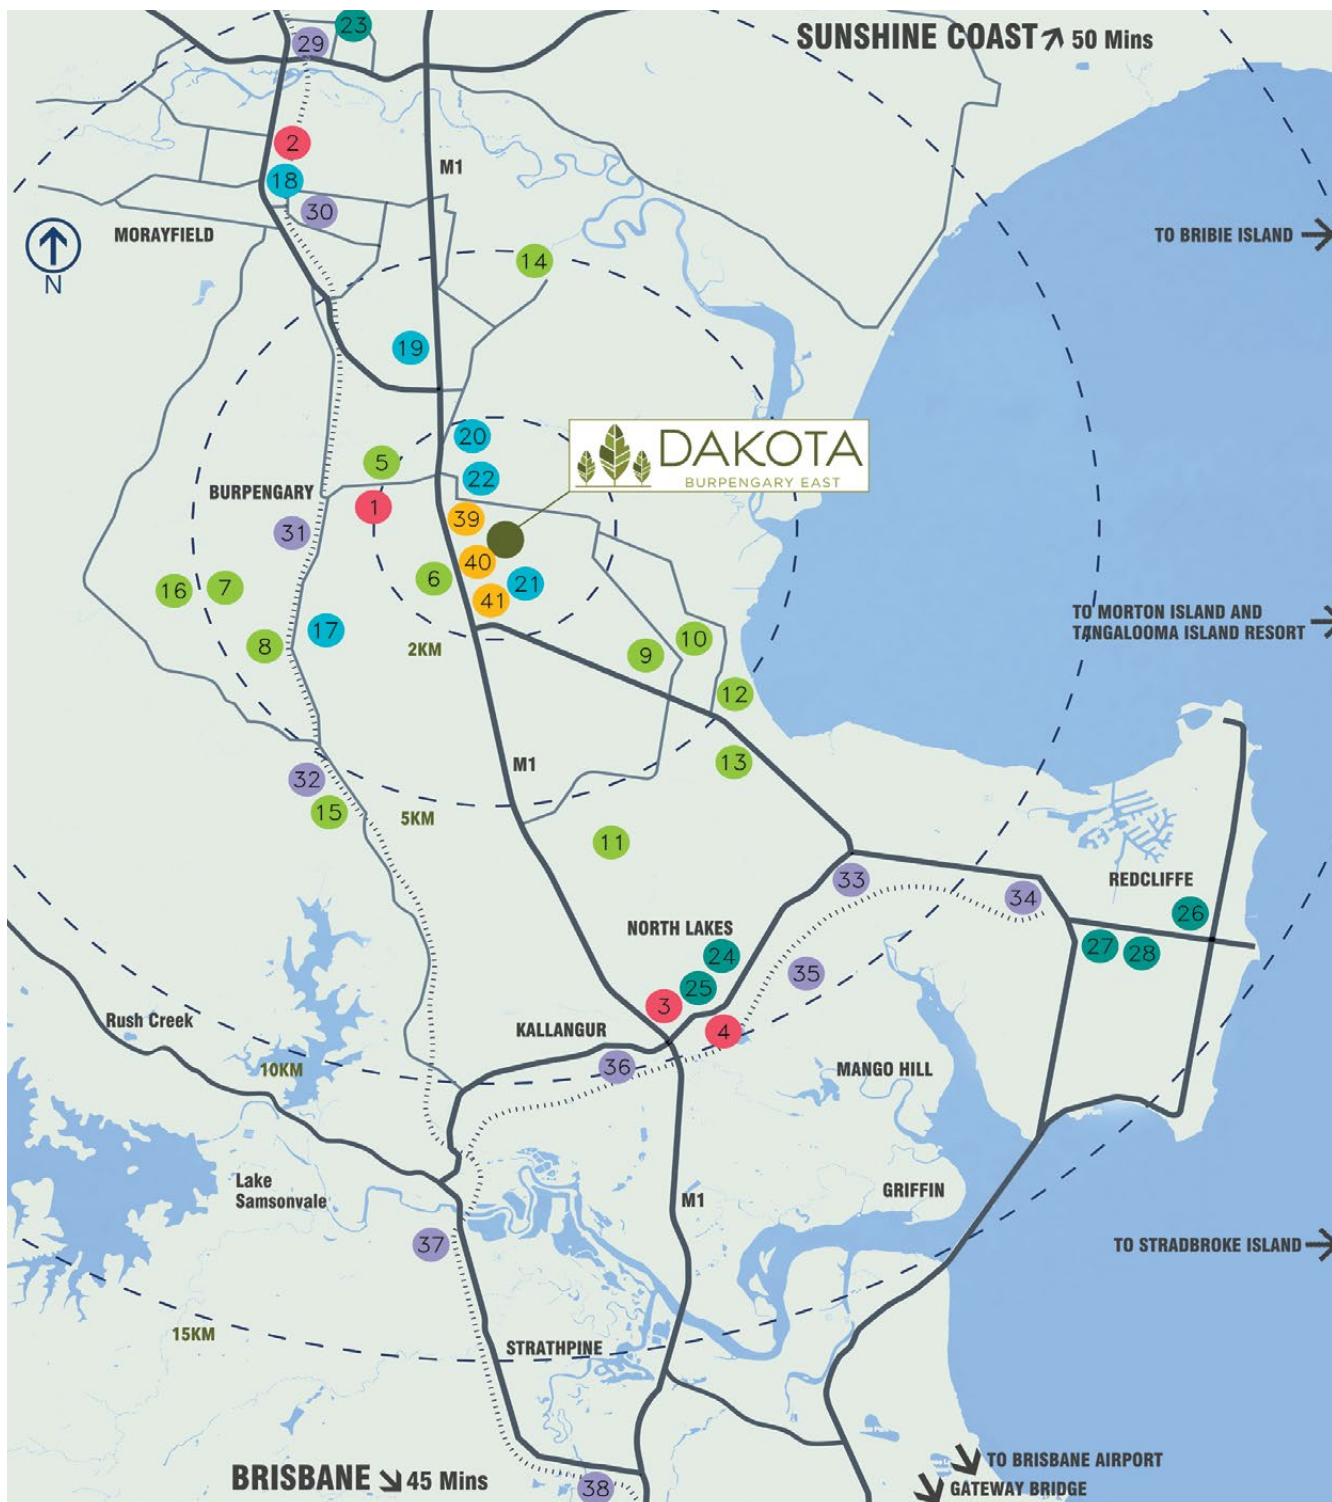 23
SUNSHINE COAST 50 Mins
29
2
M1
18
30
MORAYFIELD
TO BRIBIE ISLAND
N
14
19
20
DAKOTA
BURPENGARY EAST
5
22
BURPENGARY
1
39
31
40
6
21
16
7
41
TO MORTON ISLAND AND
TANGALOOMA ISLAND RESORT
17
8
2KM
9
10
12
M1
13
32
15
5KM
11
33
REDCLIFFE
34
26
NORTH LAKES
27
28
24
35
25
3
Rush Creek
KALLANGUR
4
10KM
36
MANGO HILL
Lake
Samsonvale
M1
GRIFFIN
37
TO STRADBROKE ISLAND
15KM
STRATHPINE
TO BRISBANE AIRPORT
BRISBANE 45 Mins
38
GATEWAY BRIDGE